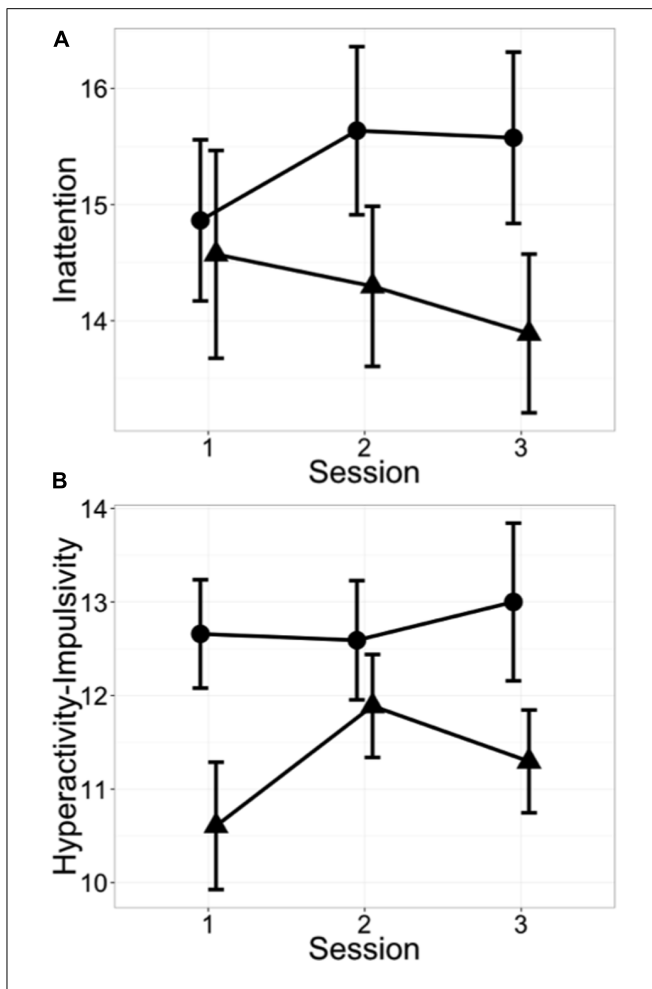 A
16
15
14
Inattention
1 2 3
Session
B
14
13
12
11
10
Hyperactivity-Impulsivity
1 2 3
Session